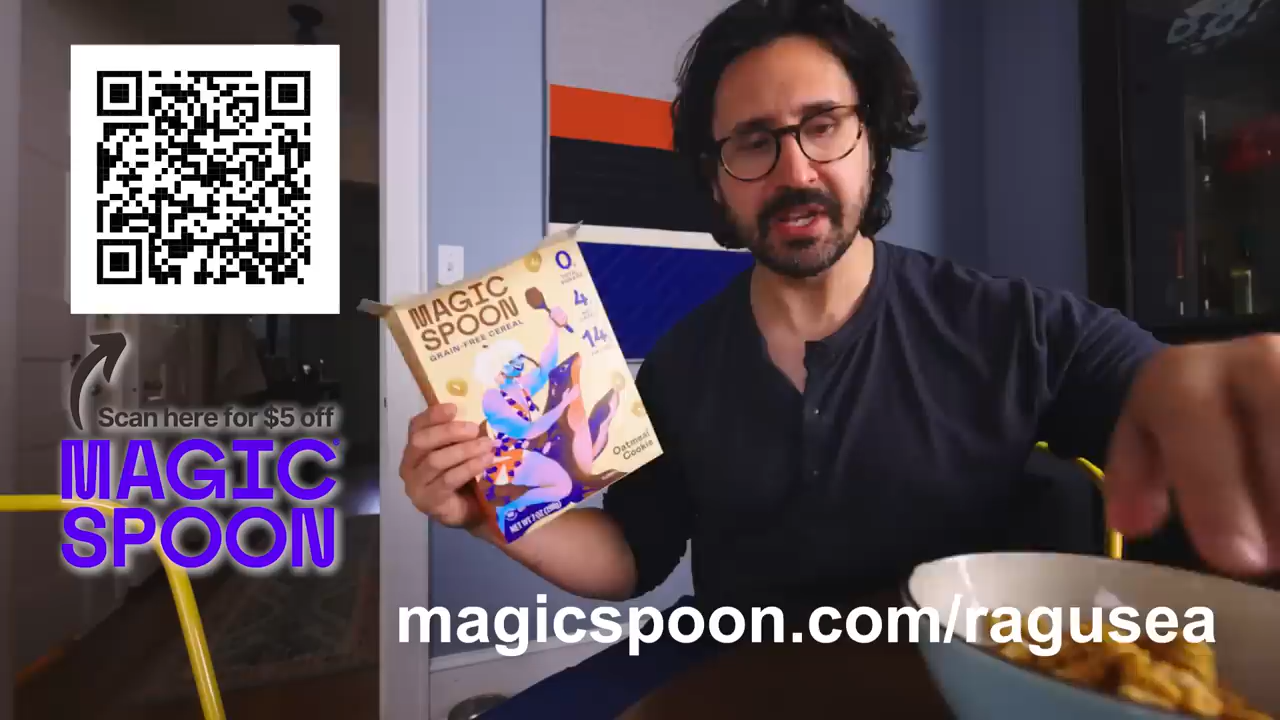 Scan here for $5 off
MAGIC
SPOON
MAGIC
SPOON
GRAIN-FREE CEREAL
0
4
14
Oatmeal
Cookie
magicspoon.com/ragusea